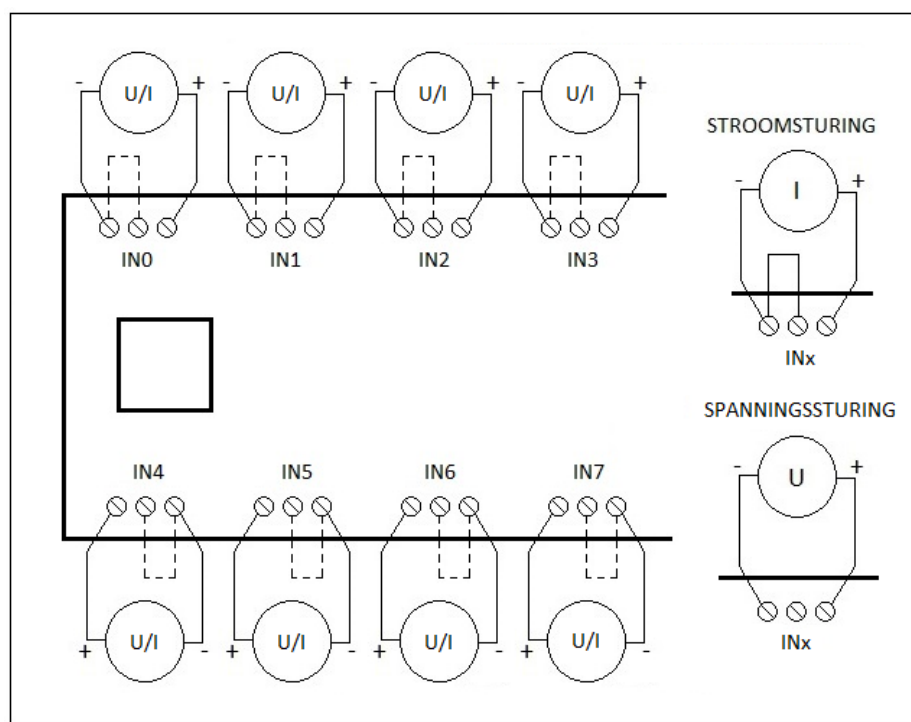 - U/I + - U/I + - U/I + - U/I +
STROOMSTURING
- I +
IN0 IN1 IN2 IN3
INx
SPANNINGSSTURING
IN4 IN5 IN6 IN7
- U +
INx
+ U/I - + U/I - + U/I - + U/I -